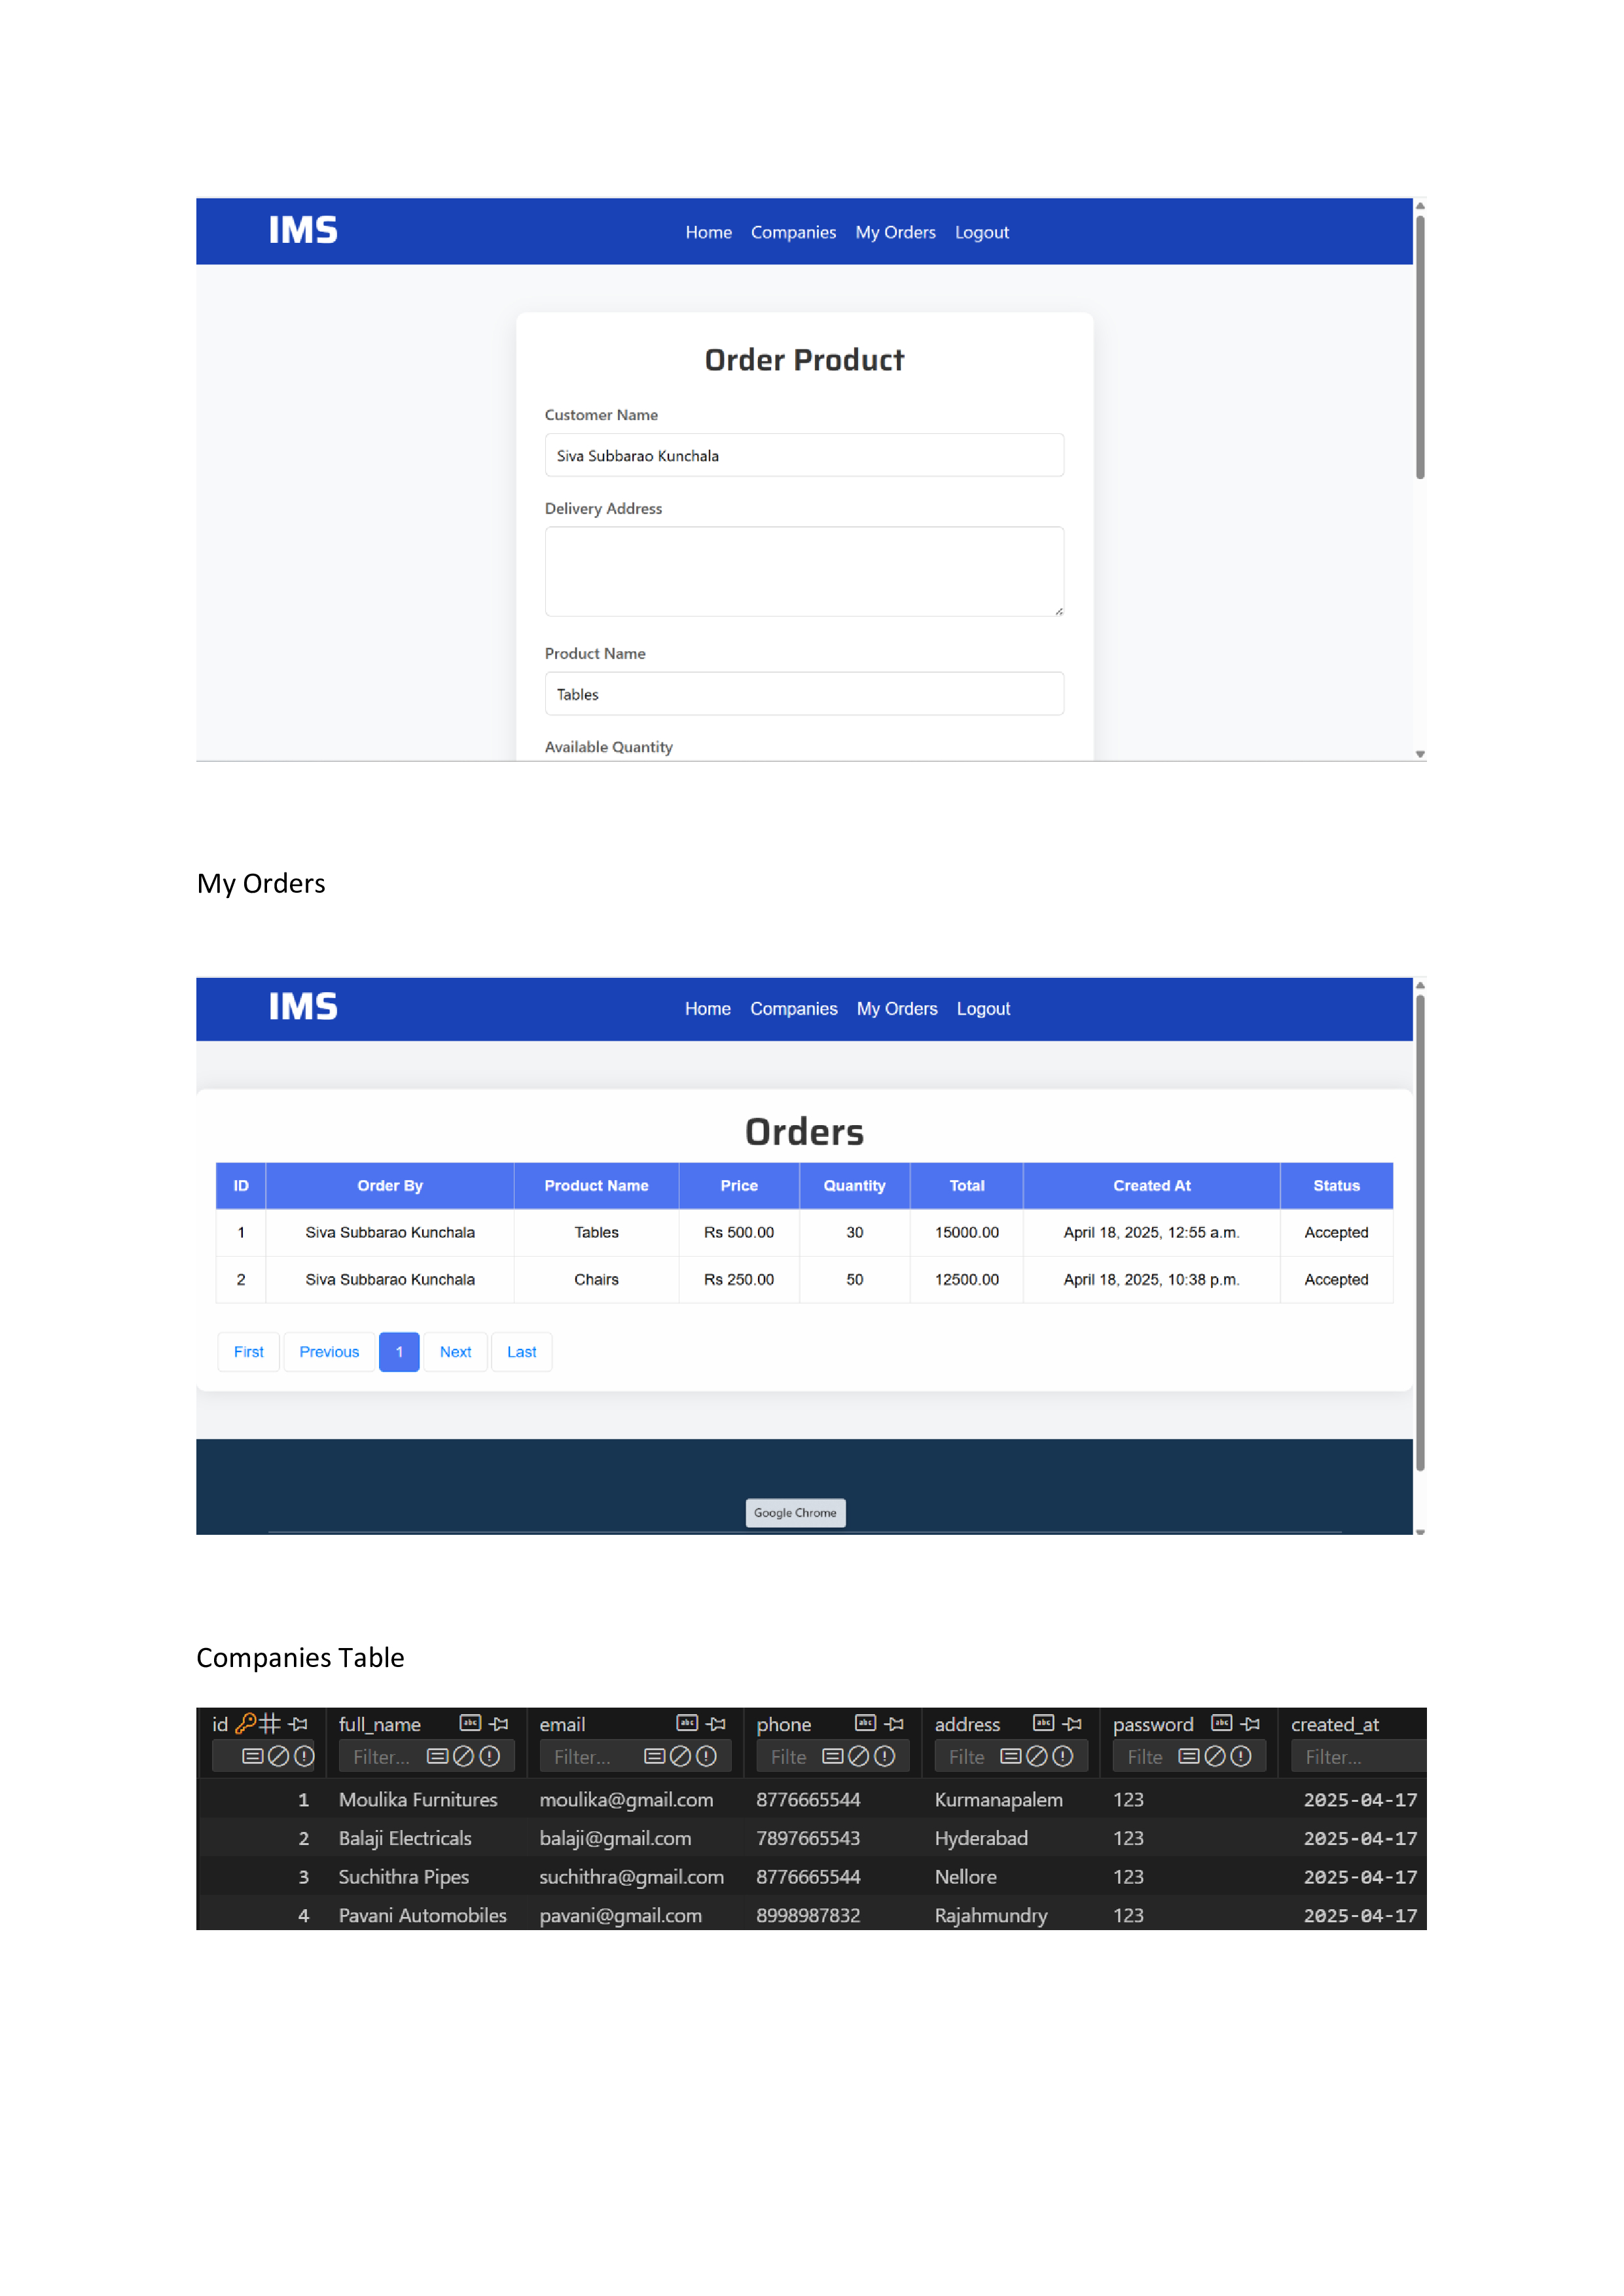 IMS
Home Companies My Orders Logout
Order Product
Customer Name
Siva Subbarao Kunchala
Delivery Address
Product Name
Tables
Available Quantity
My Orders
IMS
Home Companies My Orders Logout
Orders
ID Order By Product Name Price Quantity Total Created At Status
1 Siva Subbarao Kunchala Tables Rs 500.00 30 15000.00 April 18, 2025, 12:55 a.m. Accepted
2 Siva Subbarao Kunchala Chairs Rs 250.00 50 12500.00 April 18, 2025, 10:38 p.m. Accepted
First Previous 1 Next Last
Google Chrome
Companies Table
id full_name abc email abc phone abc address abc password abc created_at
Filter... Filter... Filte Filte Filte Filter...
1 Moulika Furnitures moulika@gmail.com 8776665544 Kurmanapalem 123 2025-04-17
2 Balaji Electricals balaji@gmail.com 7897665543 Hyderabad 123 2025-04-17
3 Suchithra Pipes suchithra@gmail.com 8776665544 Nellore 123 2025-04-17
4 Pavani Automobiles pavani@gmail.com 8998987832 Rajahmundry 123 2025-04-17